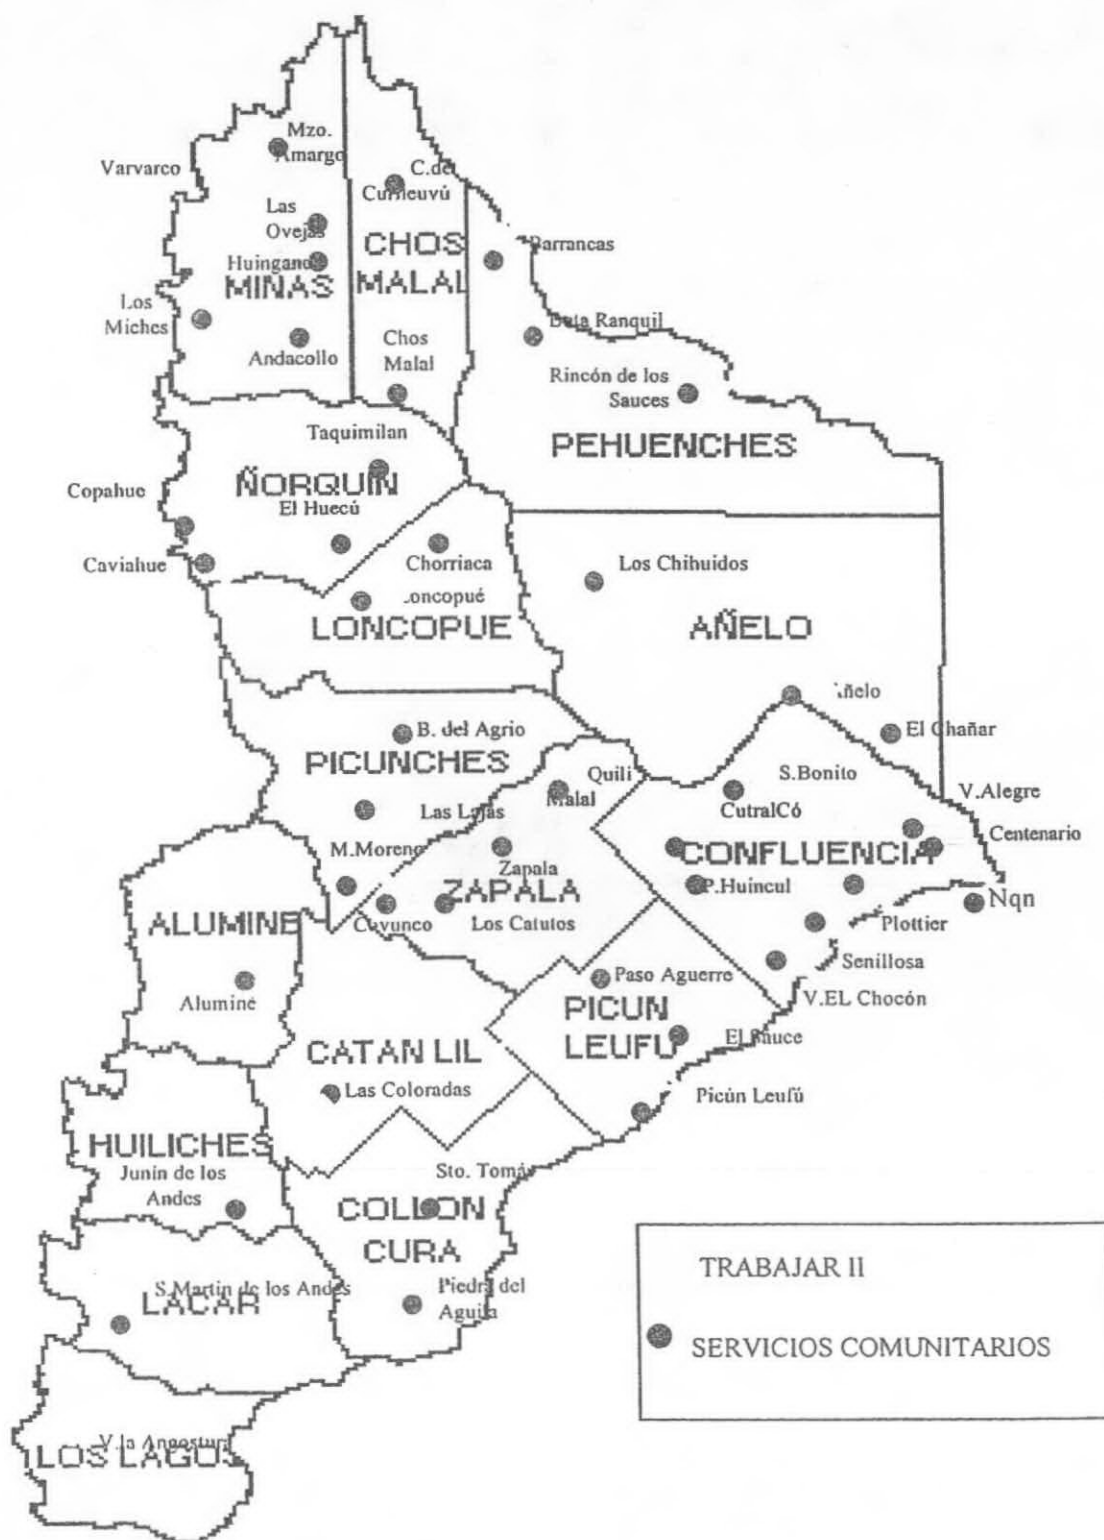 Mzo.
Amargo
Varvarco
C.de
Curileuvú
Las
Ovejas
CHOS
MALAL
Barrancas
Huinganco
MINAS
Los
Miches
Andacollo
Chos
Malal
Buta Ranquil
Rincón de los
Sauces
Taquimilan
PEHUENCHES
ÑORQUIN
Copahue
El Huecú
Caviahue
Chorriaca
Los Chihuidos
Loncopué
LONCOPUE
AÑELO
Añelo
B. del Agrio
El Chañar
PICUNCHES
Quili
Malal
S.Bonito
V.Alegre
Las Lajas
CutralCó
Centenario
M.Moreno
Zapala
CONFLUENCIA
ZAPALA
P.Huincul
Nqn
ALUMINE
Covunco
Los Catutos
Plottier
Senillosa
Aluminé
Paso Aguerre
V.EL Chocón
PICUN
LEUFU
El Sauce
CATAN LIL
Las Coloradas
Picún Leufú
HUILICHES
Junín de los
Andes
Sto. Tomás
COLLON
CURA
S.Martín de los Andes
LACAR
Piedra del
Aguila
TRABAJAR II
SERVICIOS COMUNITARIOS
V.la Angostura
LOS LAGOS